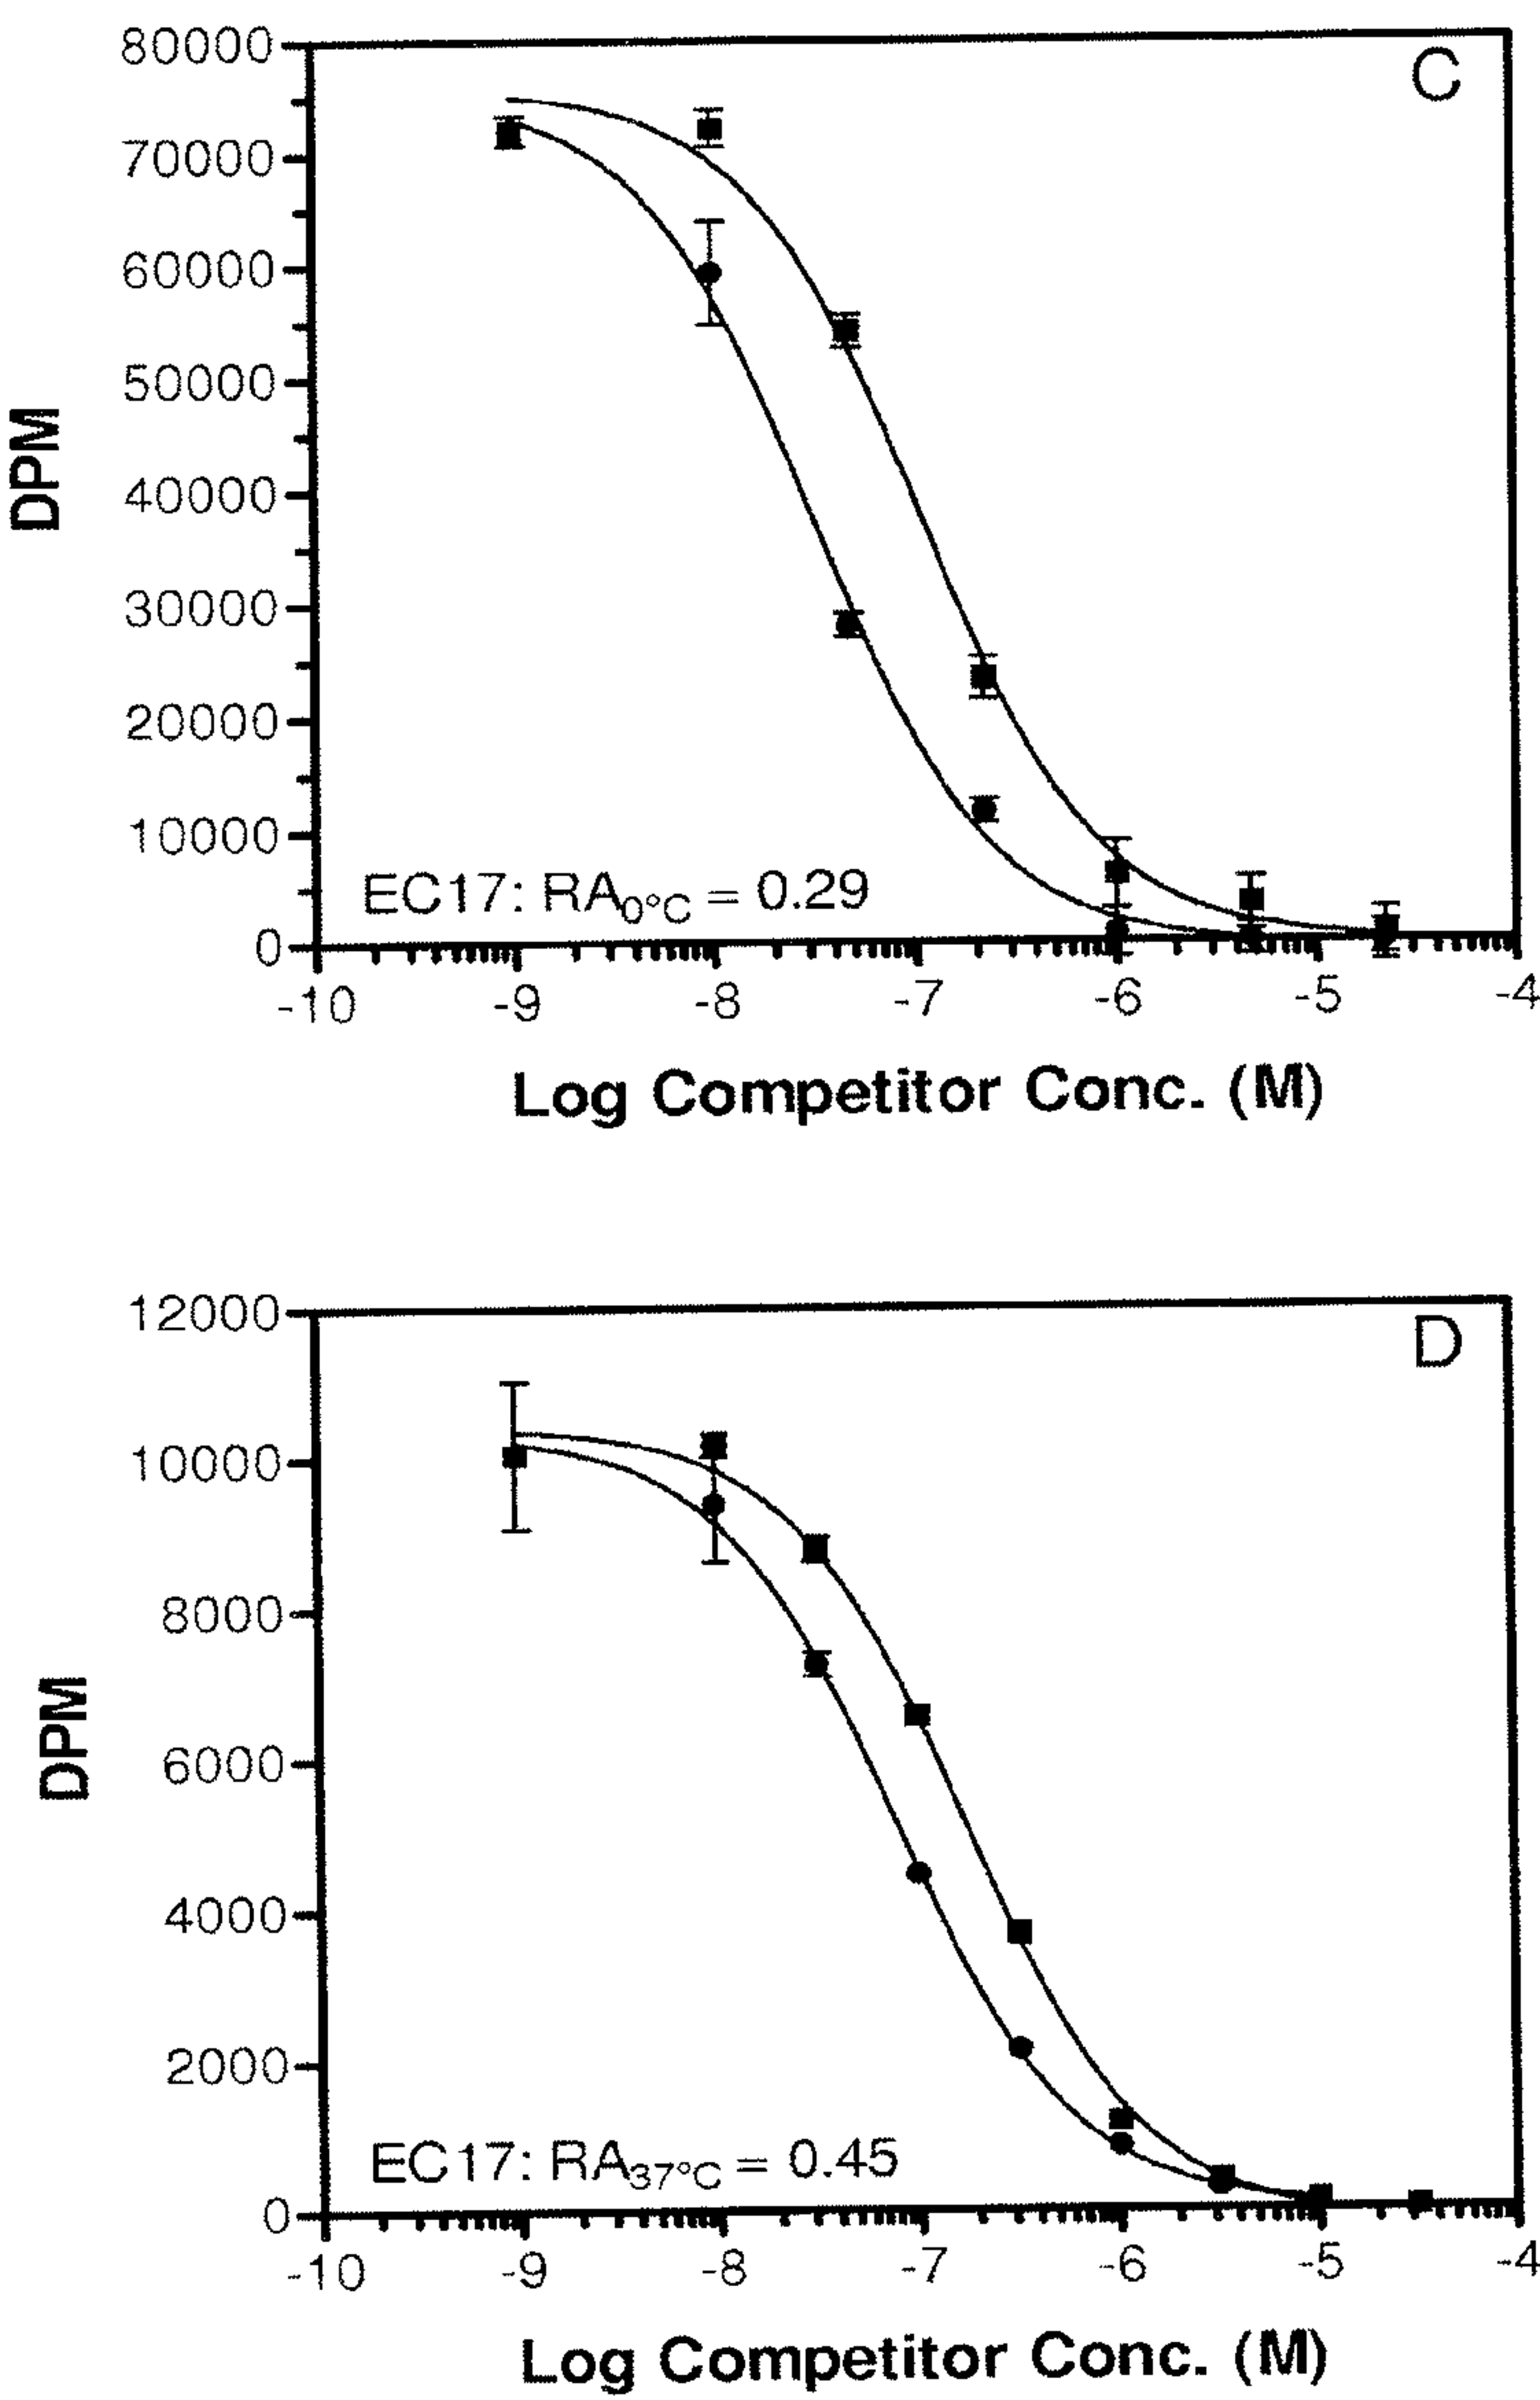 C
80000
70000
60000
50000
40000
30000
20000
10000
0
DPM
EC17: RA0°C = 0.29
-10 -9 -8 -7 -6 -5 -4
Log Competitor Conc. (M)
D
12000
10000
8000
6000
4000
2000
0
DPM
EC17: RA37°C = 0.45
-10 -9 -8 -7 -6 -5 -4
Log Competitor Conc. (M)